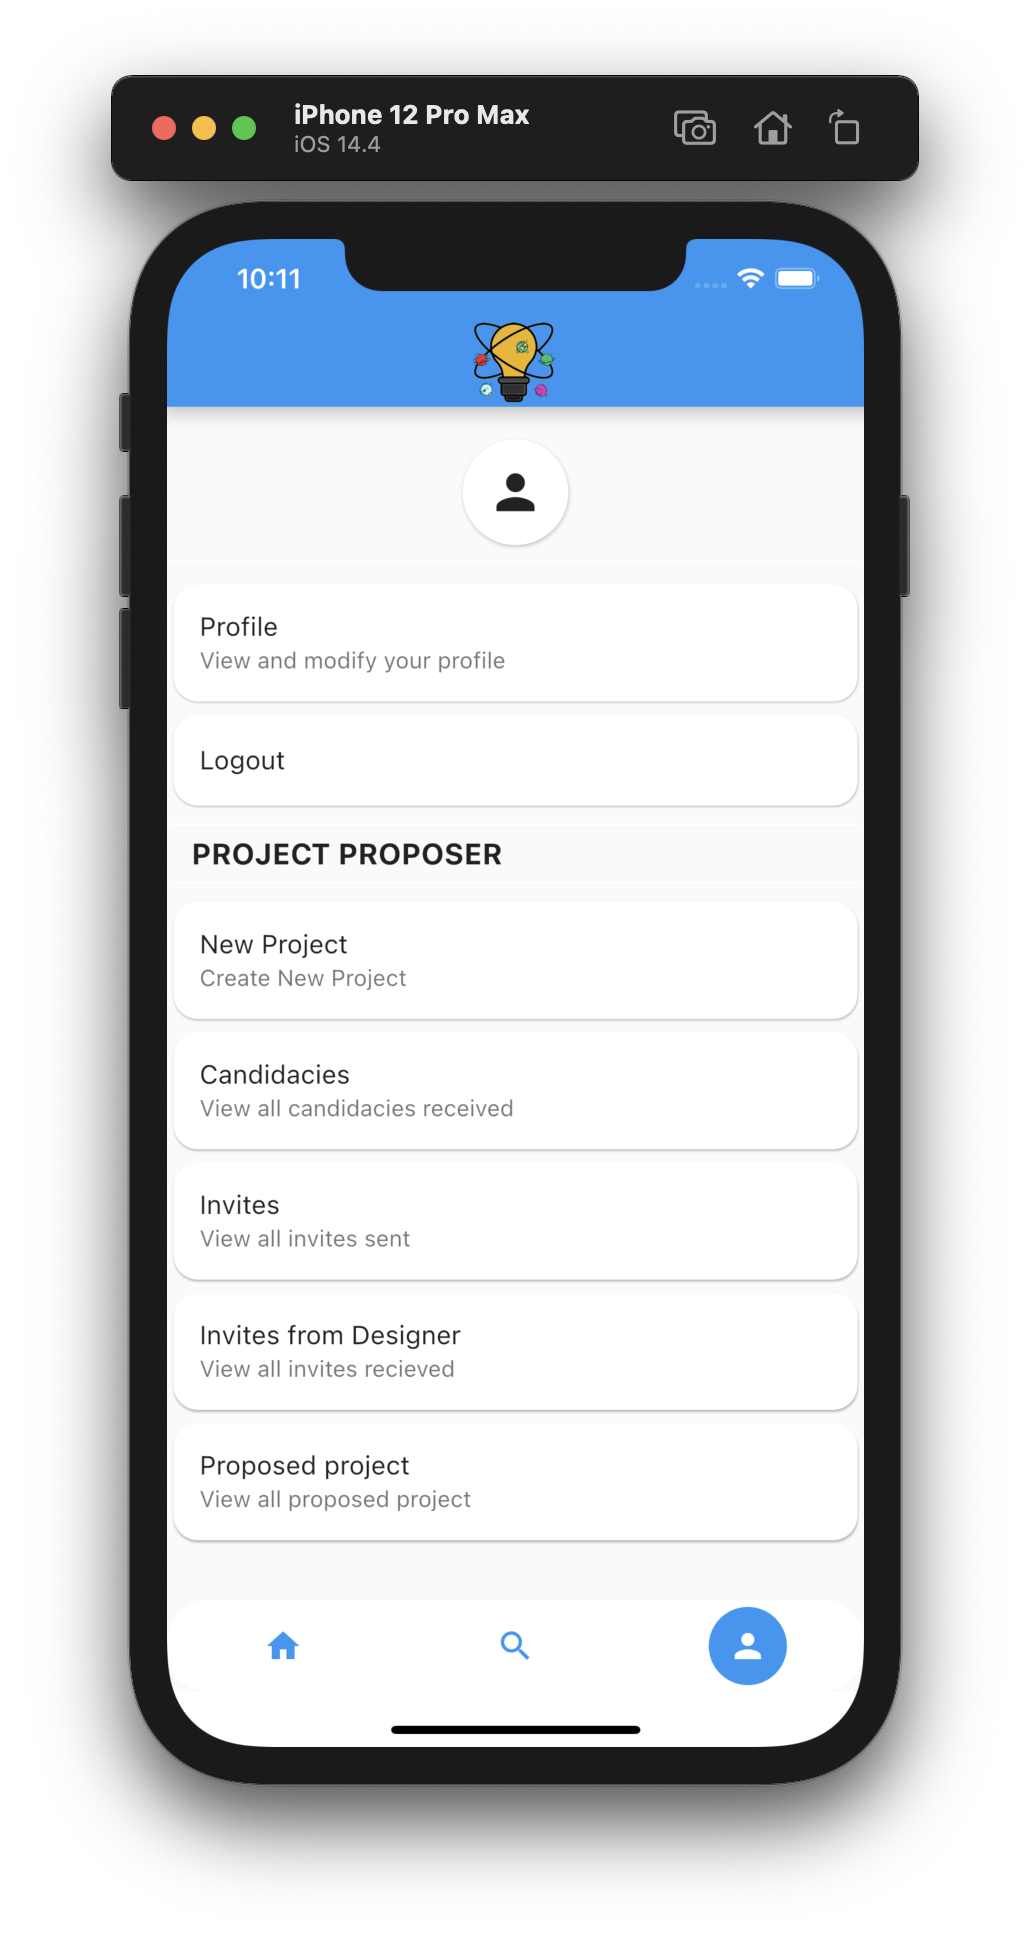 iPhone 12 Pro Max
iOS 14.4
10:11
Profile
View and modify your profile
Logout
PROJECT PROPOSER
New Project
Create New Project
Candidacies
View all candidacies received
Invites
View all invites sent
Invites from Designer
View all invites recieved
Proposed project
View all proposed project